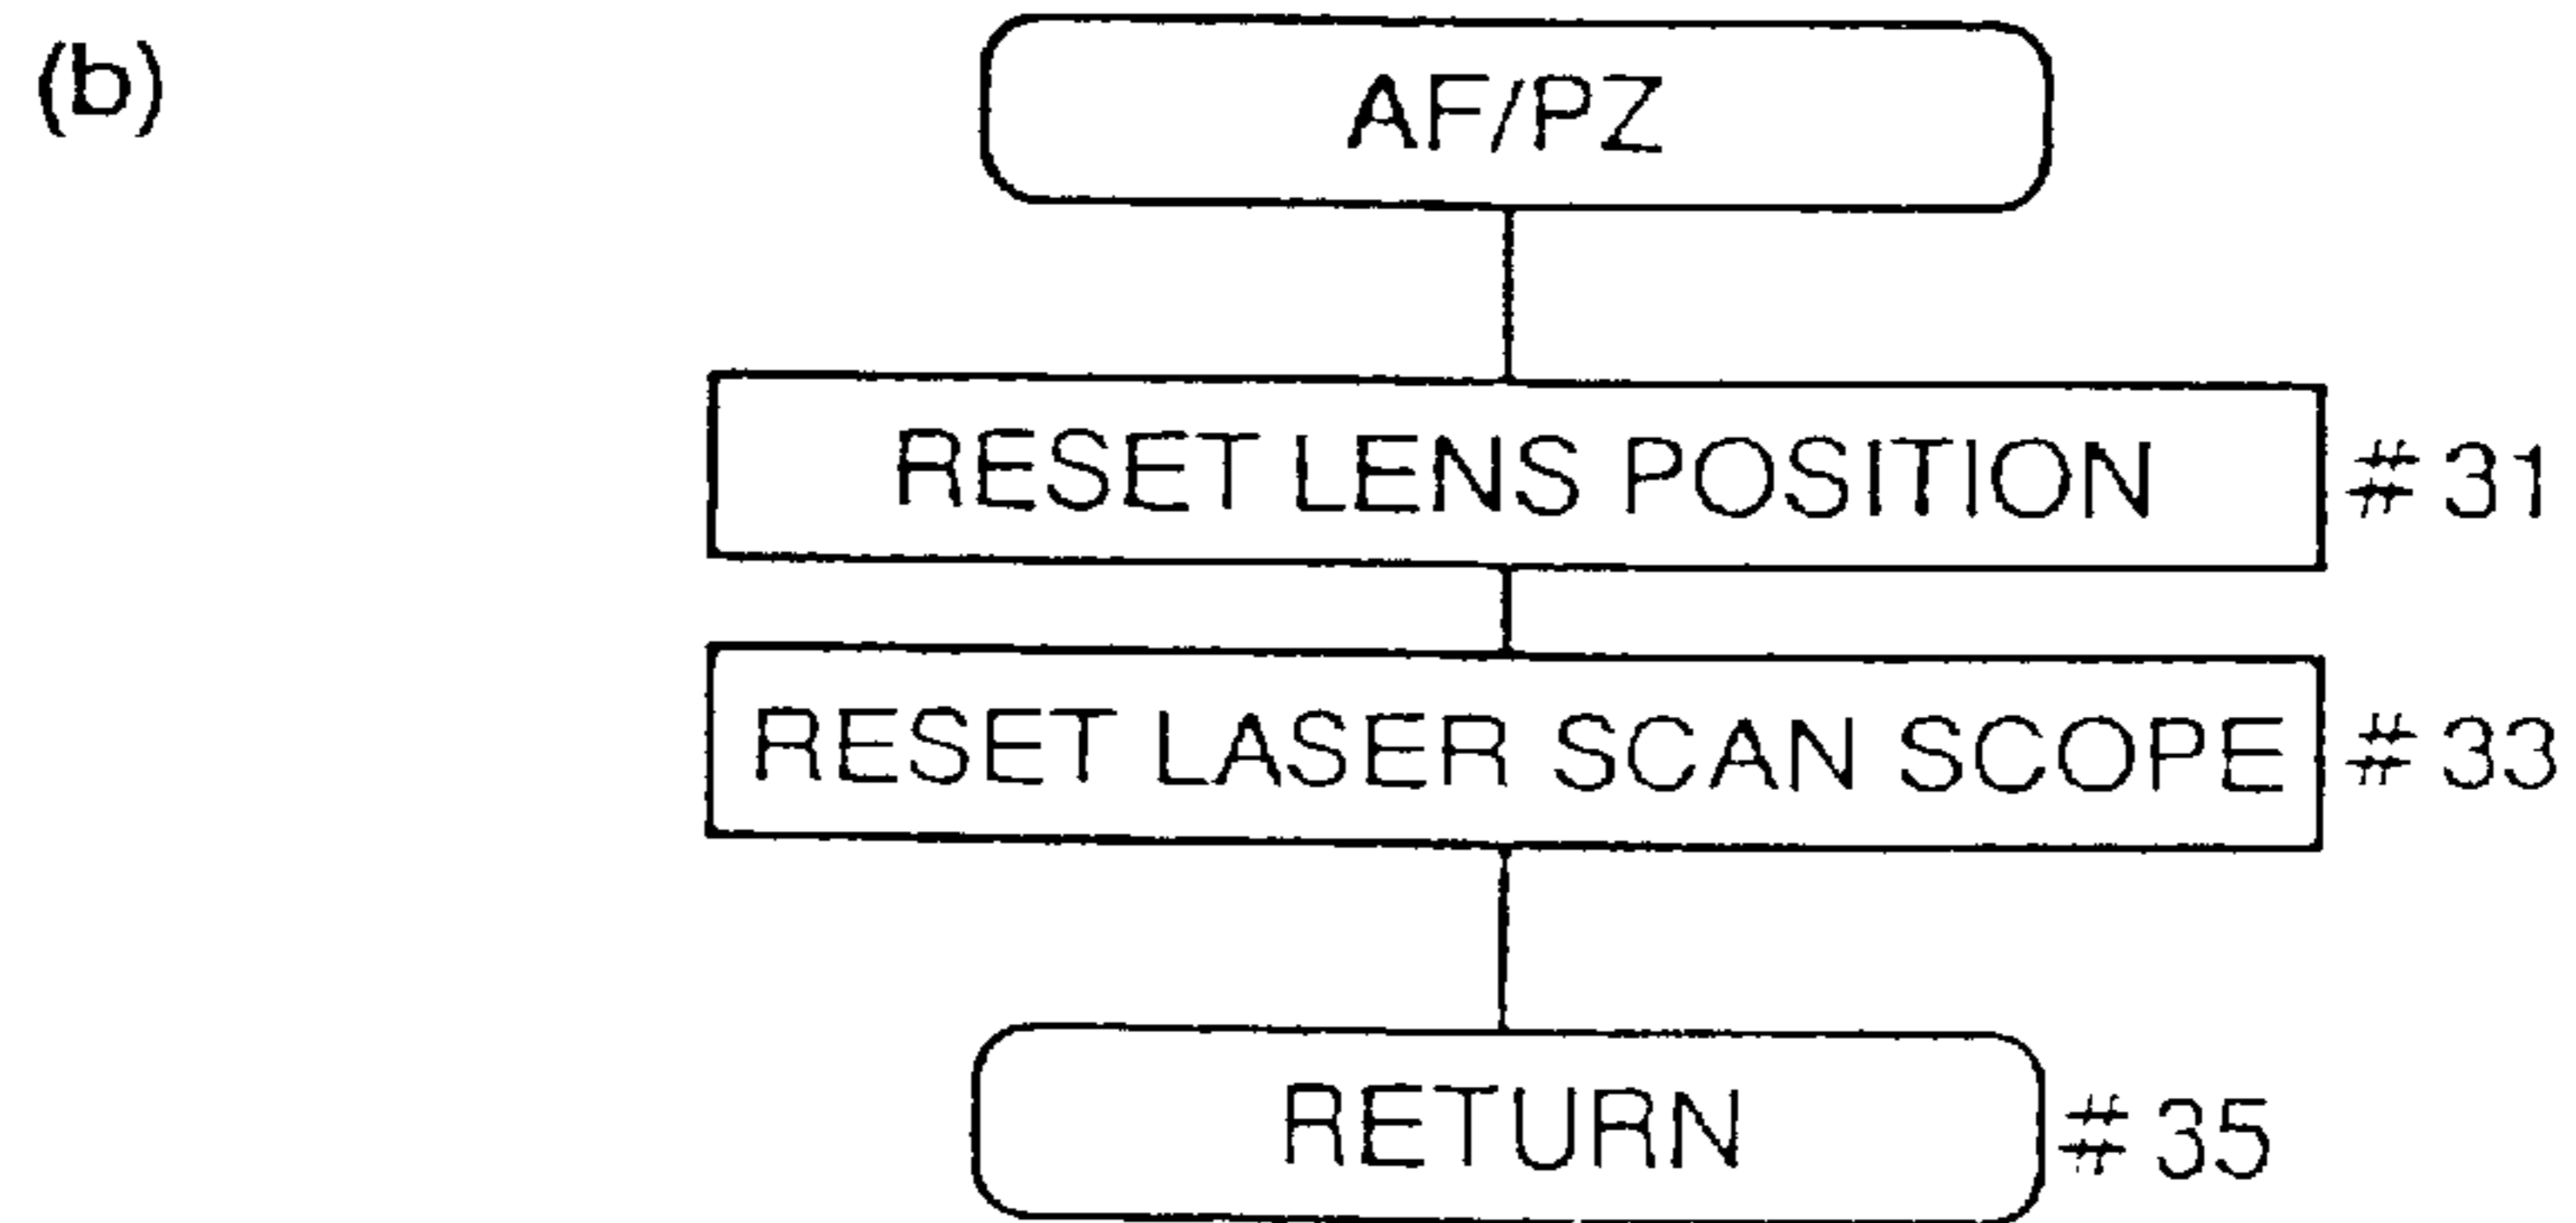 (b)
AF/PZ
RESET LENS POSITION #31
RESET LASER SCAN SCOPE #33
RETURN #35